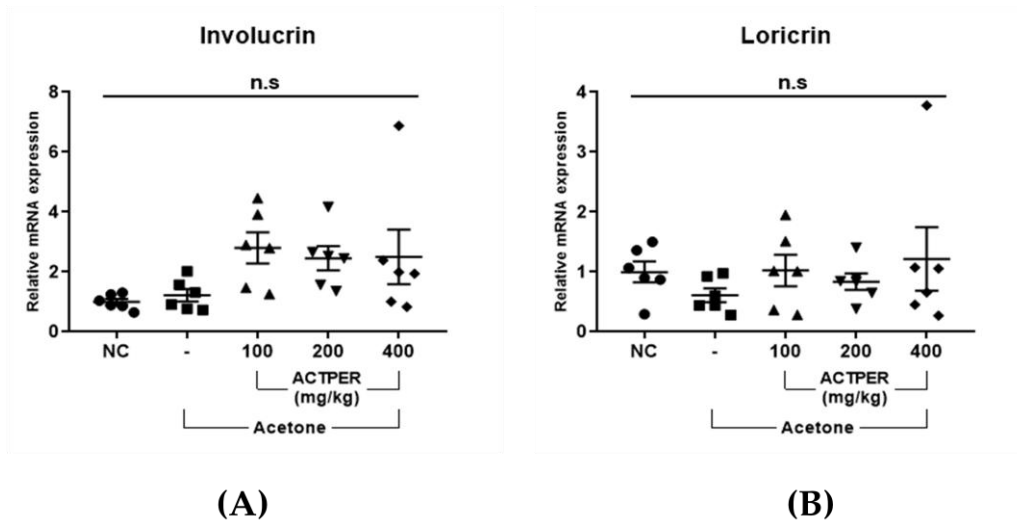 Involucrin
n.s
Relative mRNA expression
8
6
4
2
0
NC - 100 200 400
ACTPER
(mg/kg)
Acetone
(A)
Loricrin
n.s
Relative mRNA expression
4
3
2
1
0
NC - 100 200 400
ACTPER
(mg/kg)
Acetone
(B)